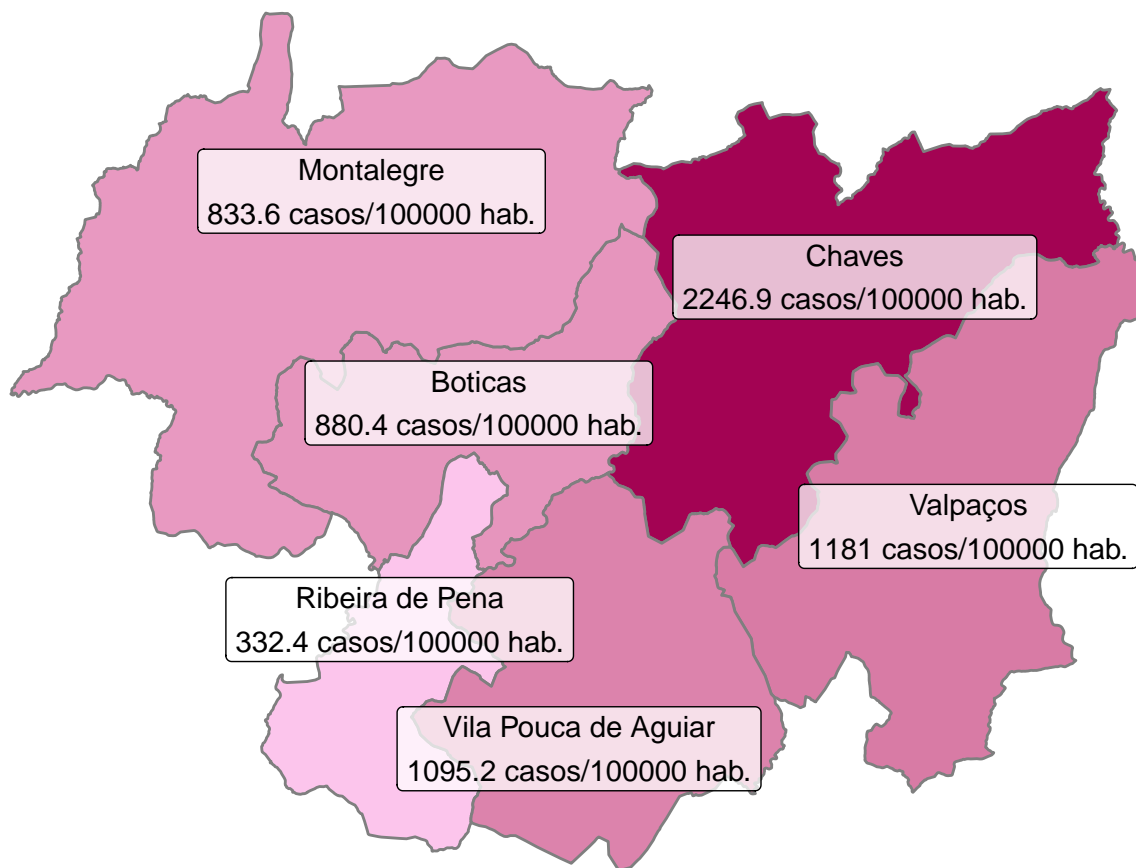 Montalegre
833.6 casos/100000 hab.
Chaves
2246.9 casos/100000 hab.
Boticas
880.4 casos/100000 hab.
Valpaços
1181 casos/100000 hab.
Ribeira de Pena
332.4 casos/100000 hab.
Vila Pouca de Aguiar
1095.2 casos/100000 hab.